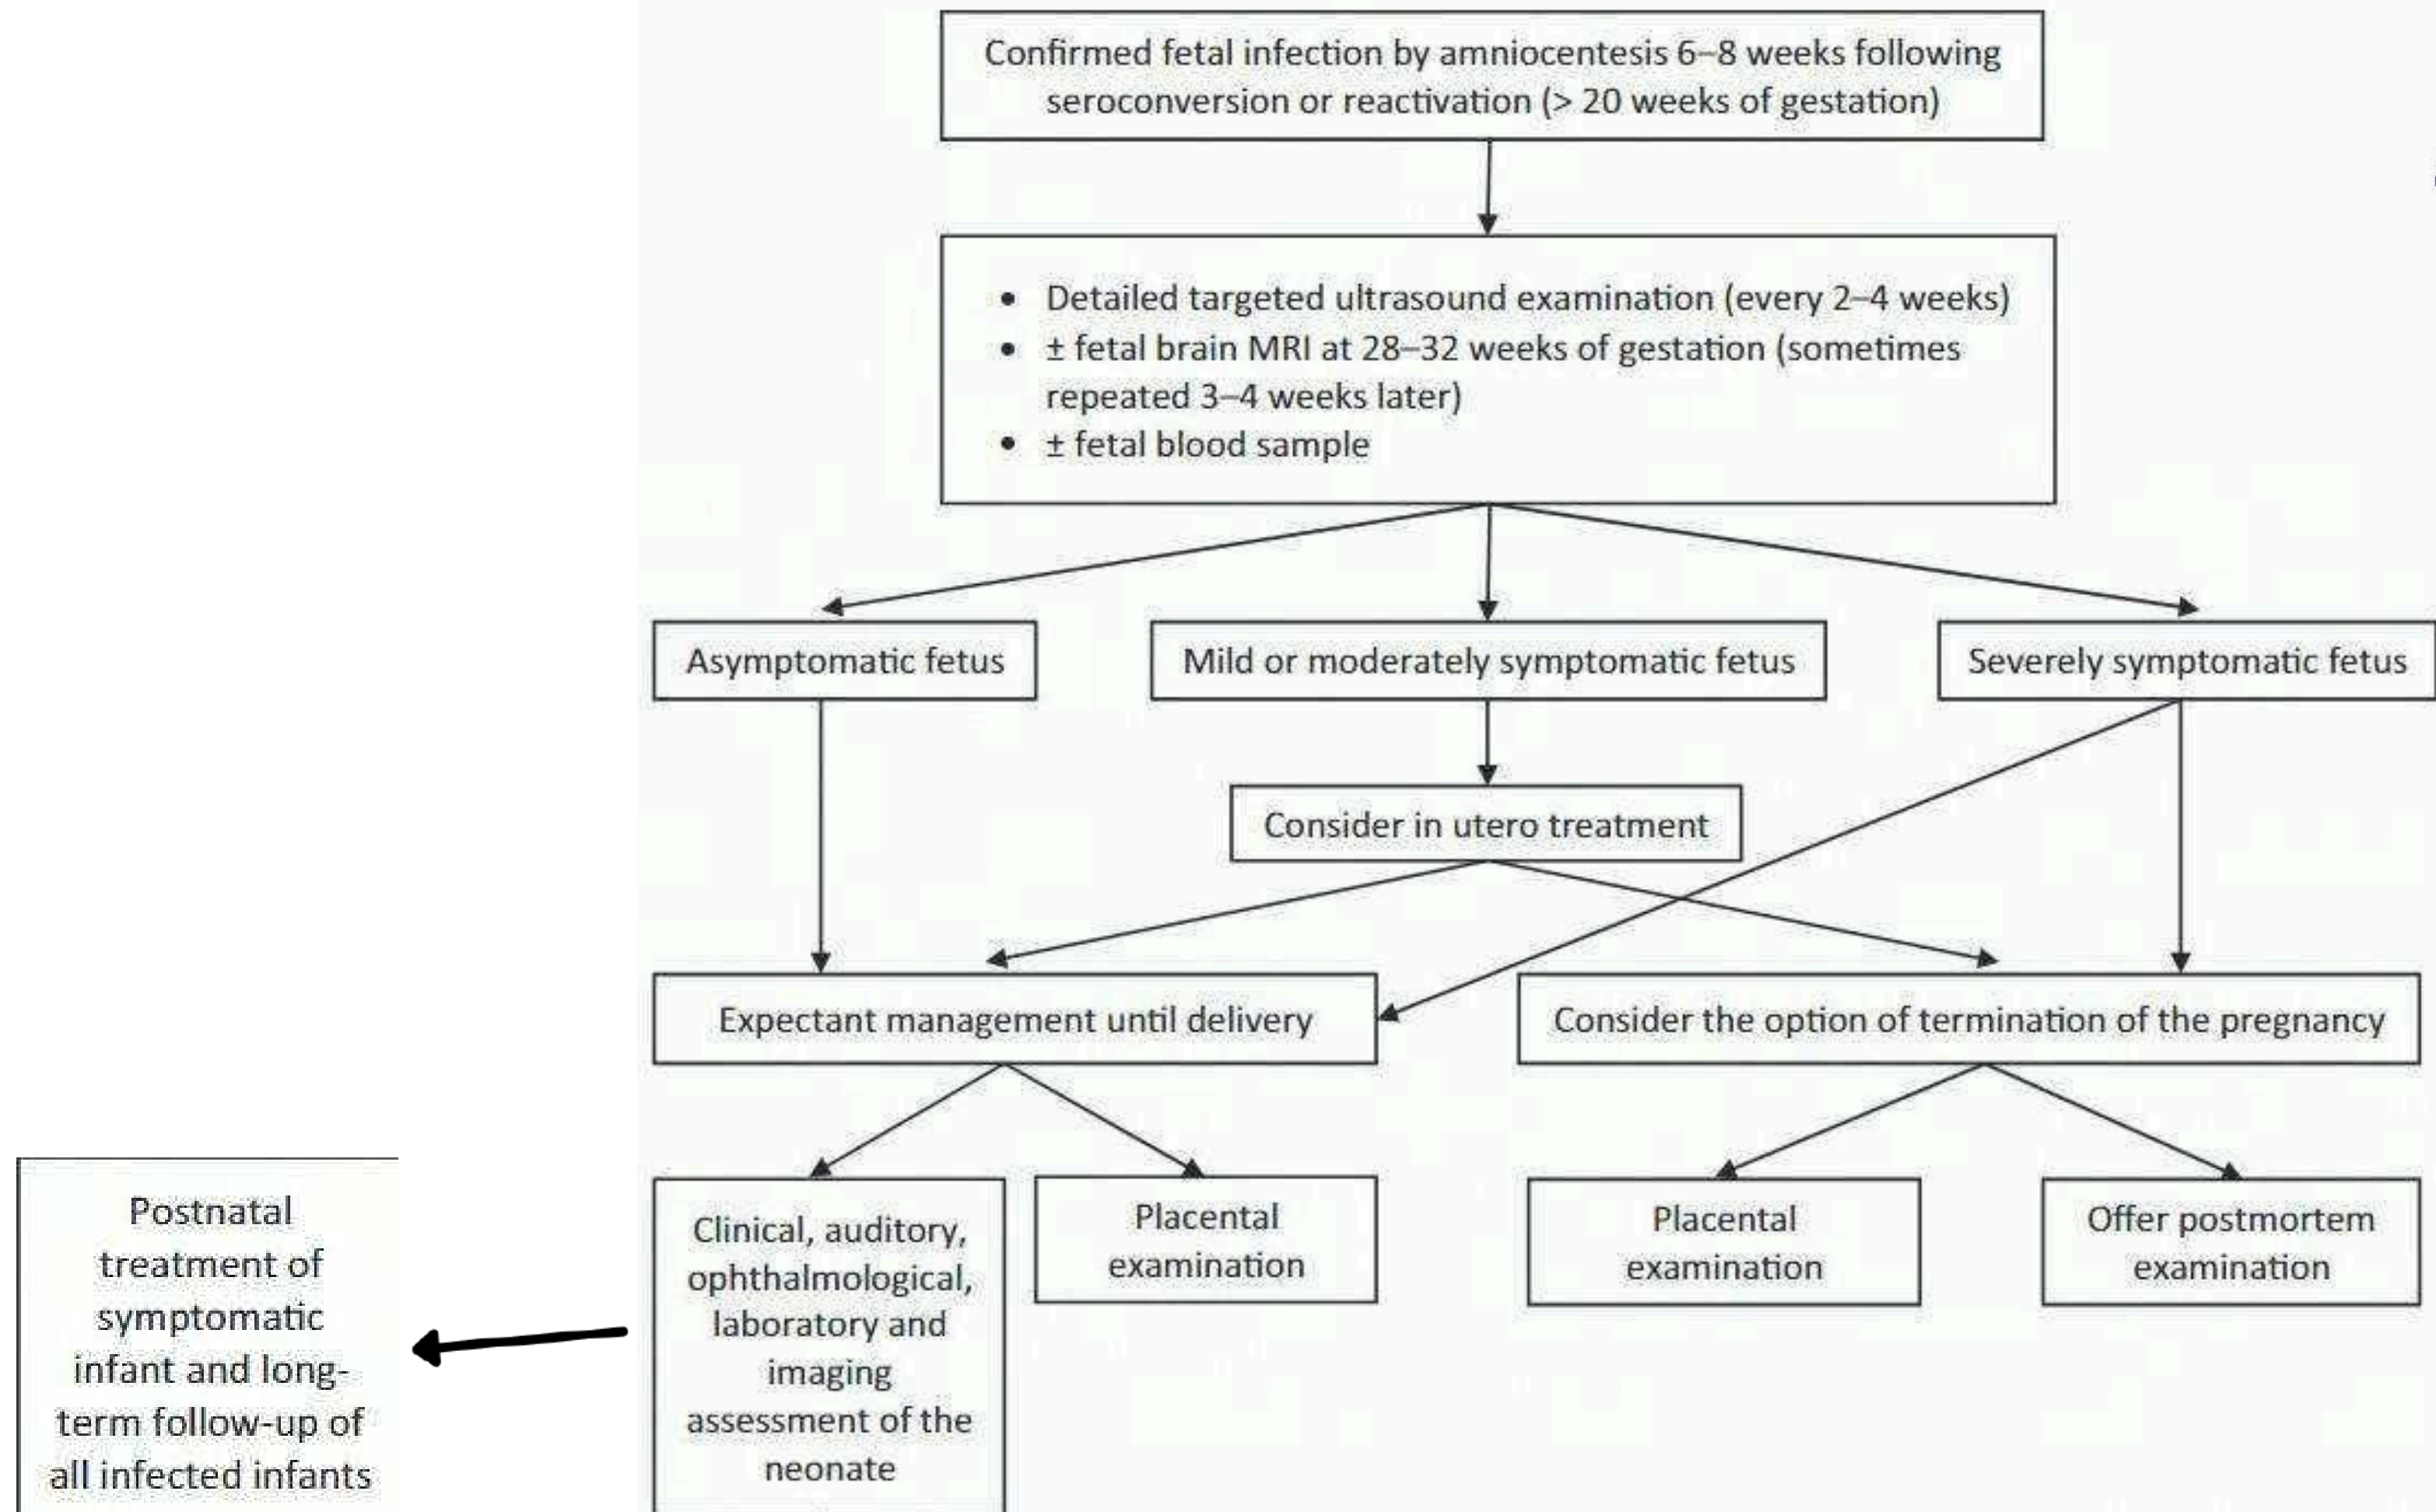 Confirmed fetal infection by amniocentesis 6–8 weeks following
seroconversion or reactivation (> 20 weeks of gestation)
• Detailed targeted ultrasound examination (every 2–4 weeks)
• ± fetal brain MRI at 28–32 weeks of gestation (sometimes
repeated 3–4 weeks later)
• ± fetal blood sample
Asymptomatic fetus
Mild or moderately symptomatic fetus
Severely symptomatic fetus
Consider in utero treatment
Expectant management until delivery
Consider the option of termination of the pregnancy
Postnatal
treatment of
symptomatic
infant and long-
term follow-up of
all infected infants
Clinical, auditory,
ophthalmological,
laboratory and
imaging
assessment of the
neonate
Placental
examination
Placental
examination
Offer postmortem
examination